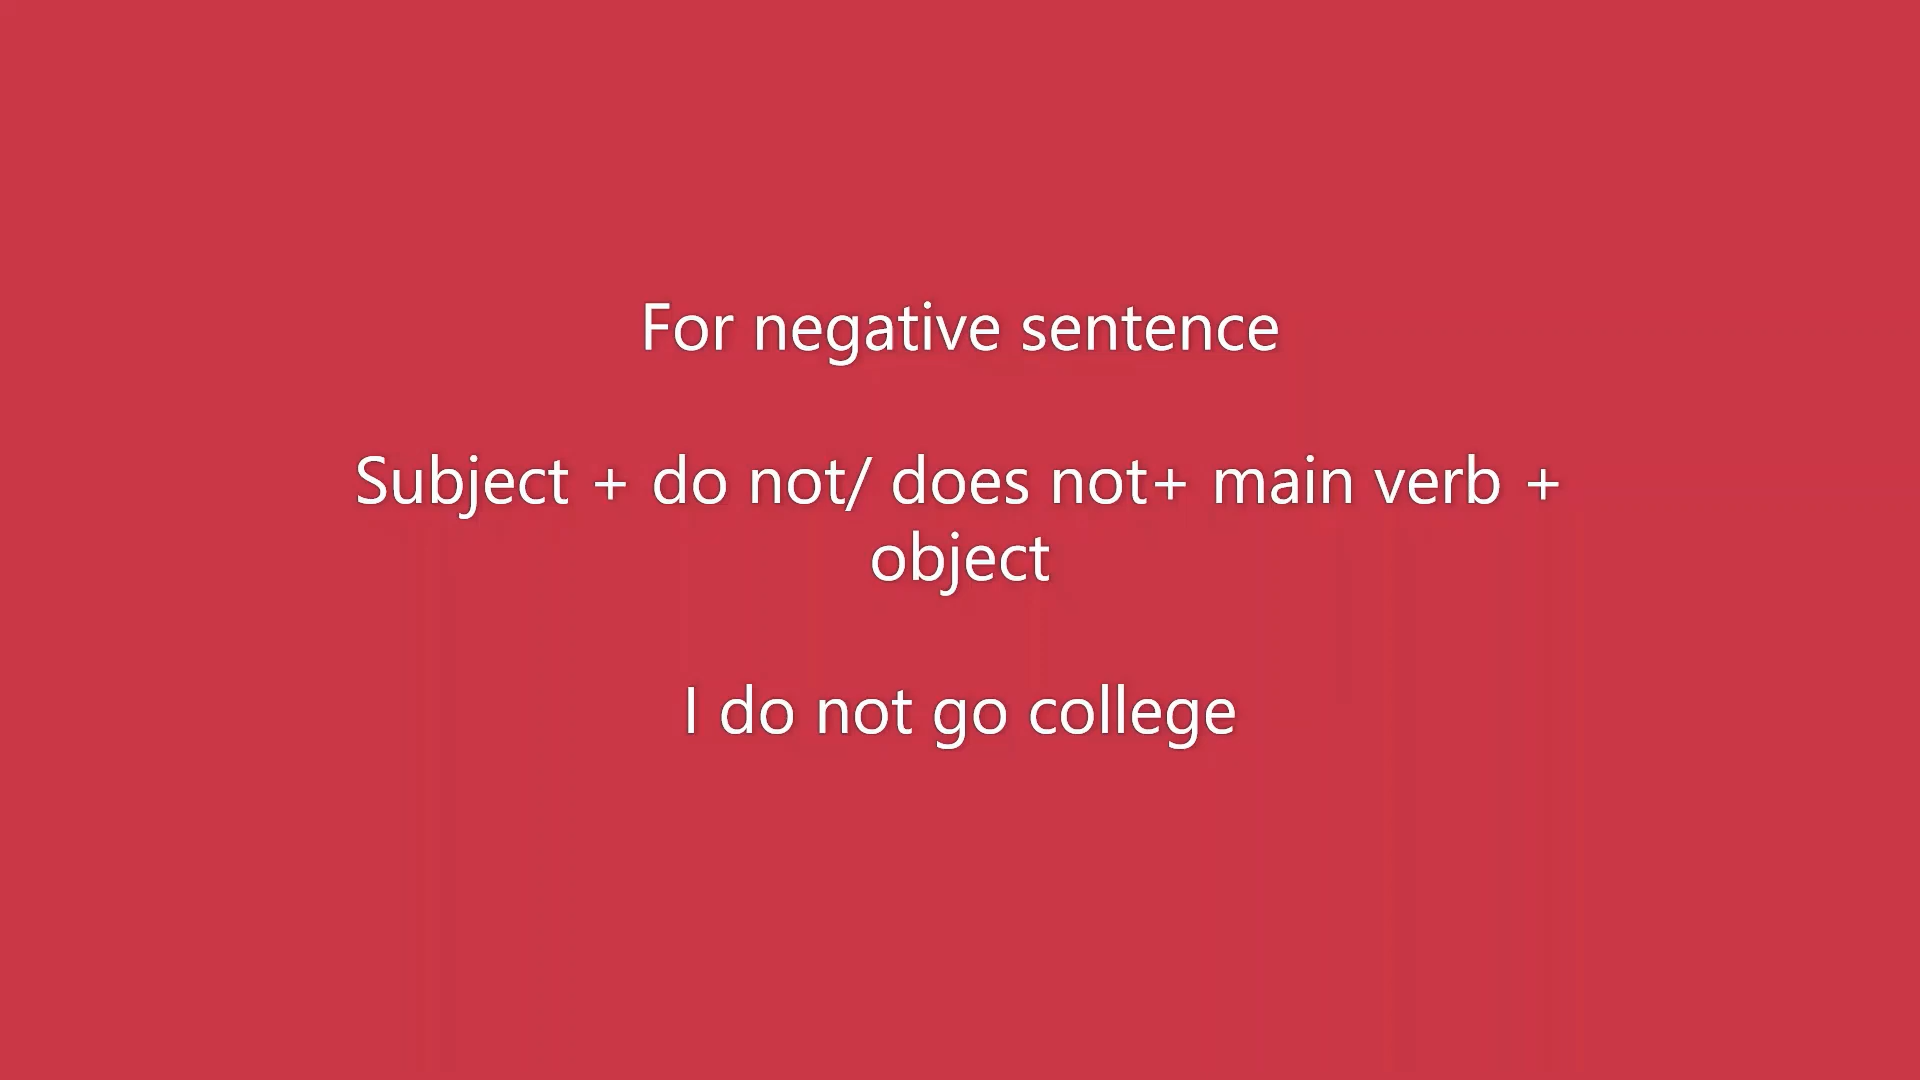 For negative sentence
Subject + do not/ does not+ main verb +
object
I do not go college